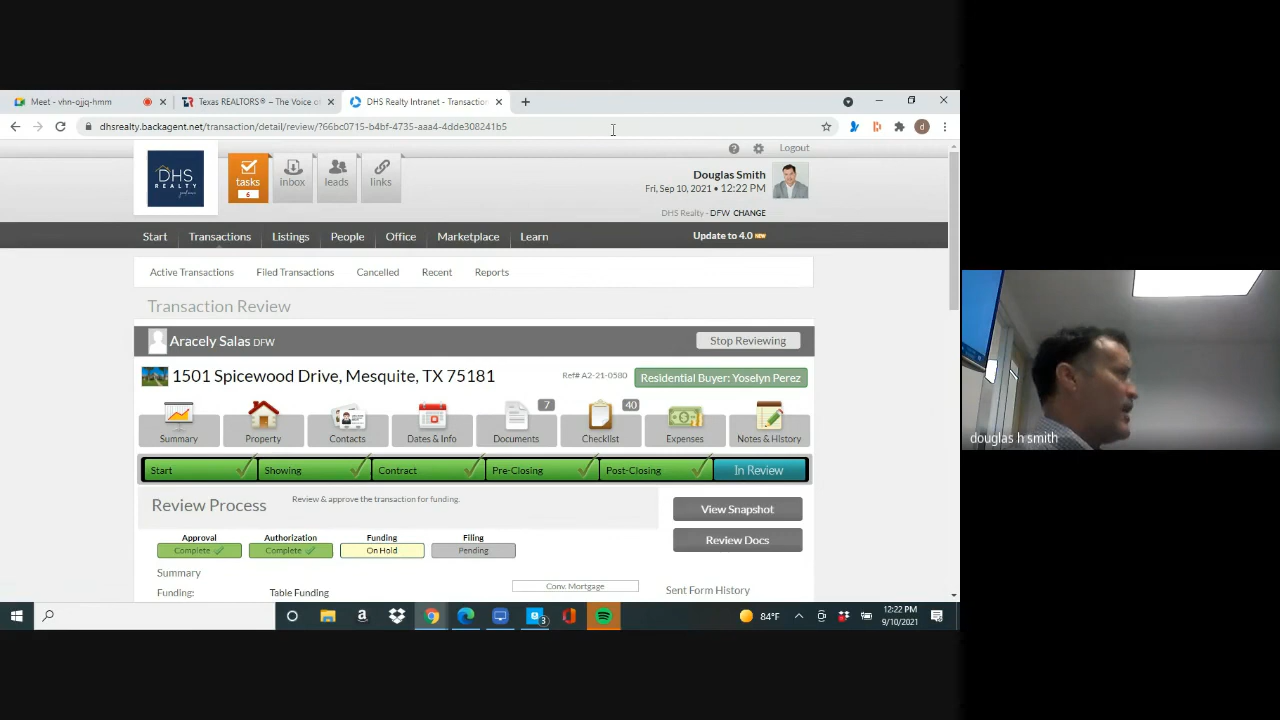 Meet - vhn-ojjq-hmm
Texas REALTORS® – The Voice of
DHS Realty Intranet - Transaction
dhsrealty.backagent.net/transaction/detail/review/?66bc0715-b4bf-4735-aaa4-4dde308241b5
d
Logout
DHS
REALTY
tasks
6
inbox
leads
links
Douglas Smith
Fri, Sep 10, 2021 • 12:22 PM
DHS Realty - DFW CHANGE
Start Transactions Listings People Office Marketplace Learn
Update to 4.0 NEW
Active Transactions Filed Transactions Cancelled Recent Reports
Transaction Review
Aracely Salas DFW
Stop Reviewing
1501 Spicewood Drive, Mesquite, TX 75181
Ref# A2-21-0580
Residential Buyer: Yoselyn Perez
7 40
Summary Property Contacts Dates & Info Documents Checklist Expenses Notes & History
Start Showing Contract Pre-Closing Post-Closing In Review
Review Process
Review & approve the transaction for funding.
View Snapshot
Review Docs
Approval Authorization Funding Filing
Complete Complete On Hold Pending
Summary
Funding: Table Funding
Conv. Mortgage
Sent Form History
3
84°F
12:22 PM
9/10/2021
douglas h smith